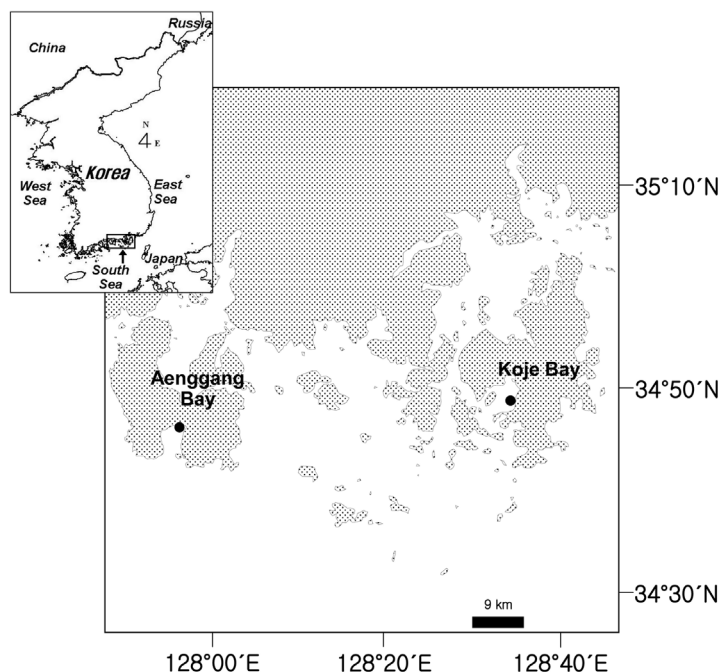 Russia
China
N
E
Korea
West
Sea
East
Sea
Japan
South
Sea
35°10´N
Koje Bay
Aenggang
Bay
34°50´N
34°30´N
9 km
128°00´E
128°20´E
128°40´E